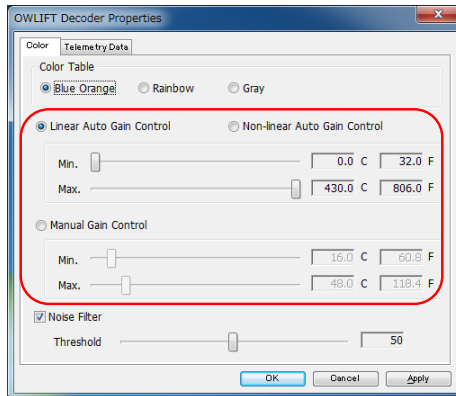 OWLIFT Decoder Properties
Color Telemetry Data
Color Table
Blue Orange Rainbow Gray
Linear Auto Gain Control Non-linear Auto Gain Control
Min. 0.0 C 32.0 F
Max. 430.0 C 806.0 F
Manual Gain Control
Min. 16.0 C 60.8 F
Max. 48.0 C 118.4 F
Noise Filter
Threshold 50
OK Cancel Apply